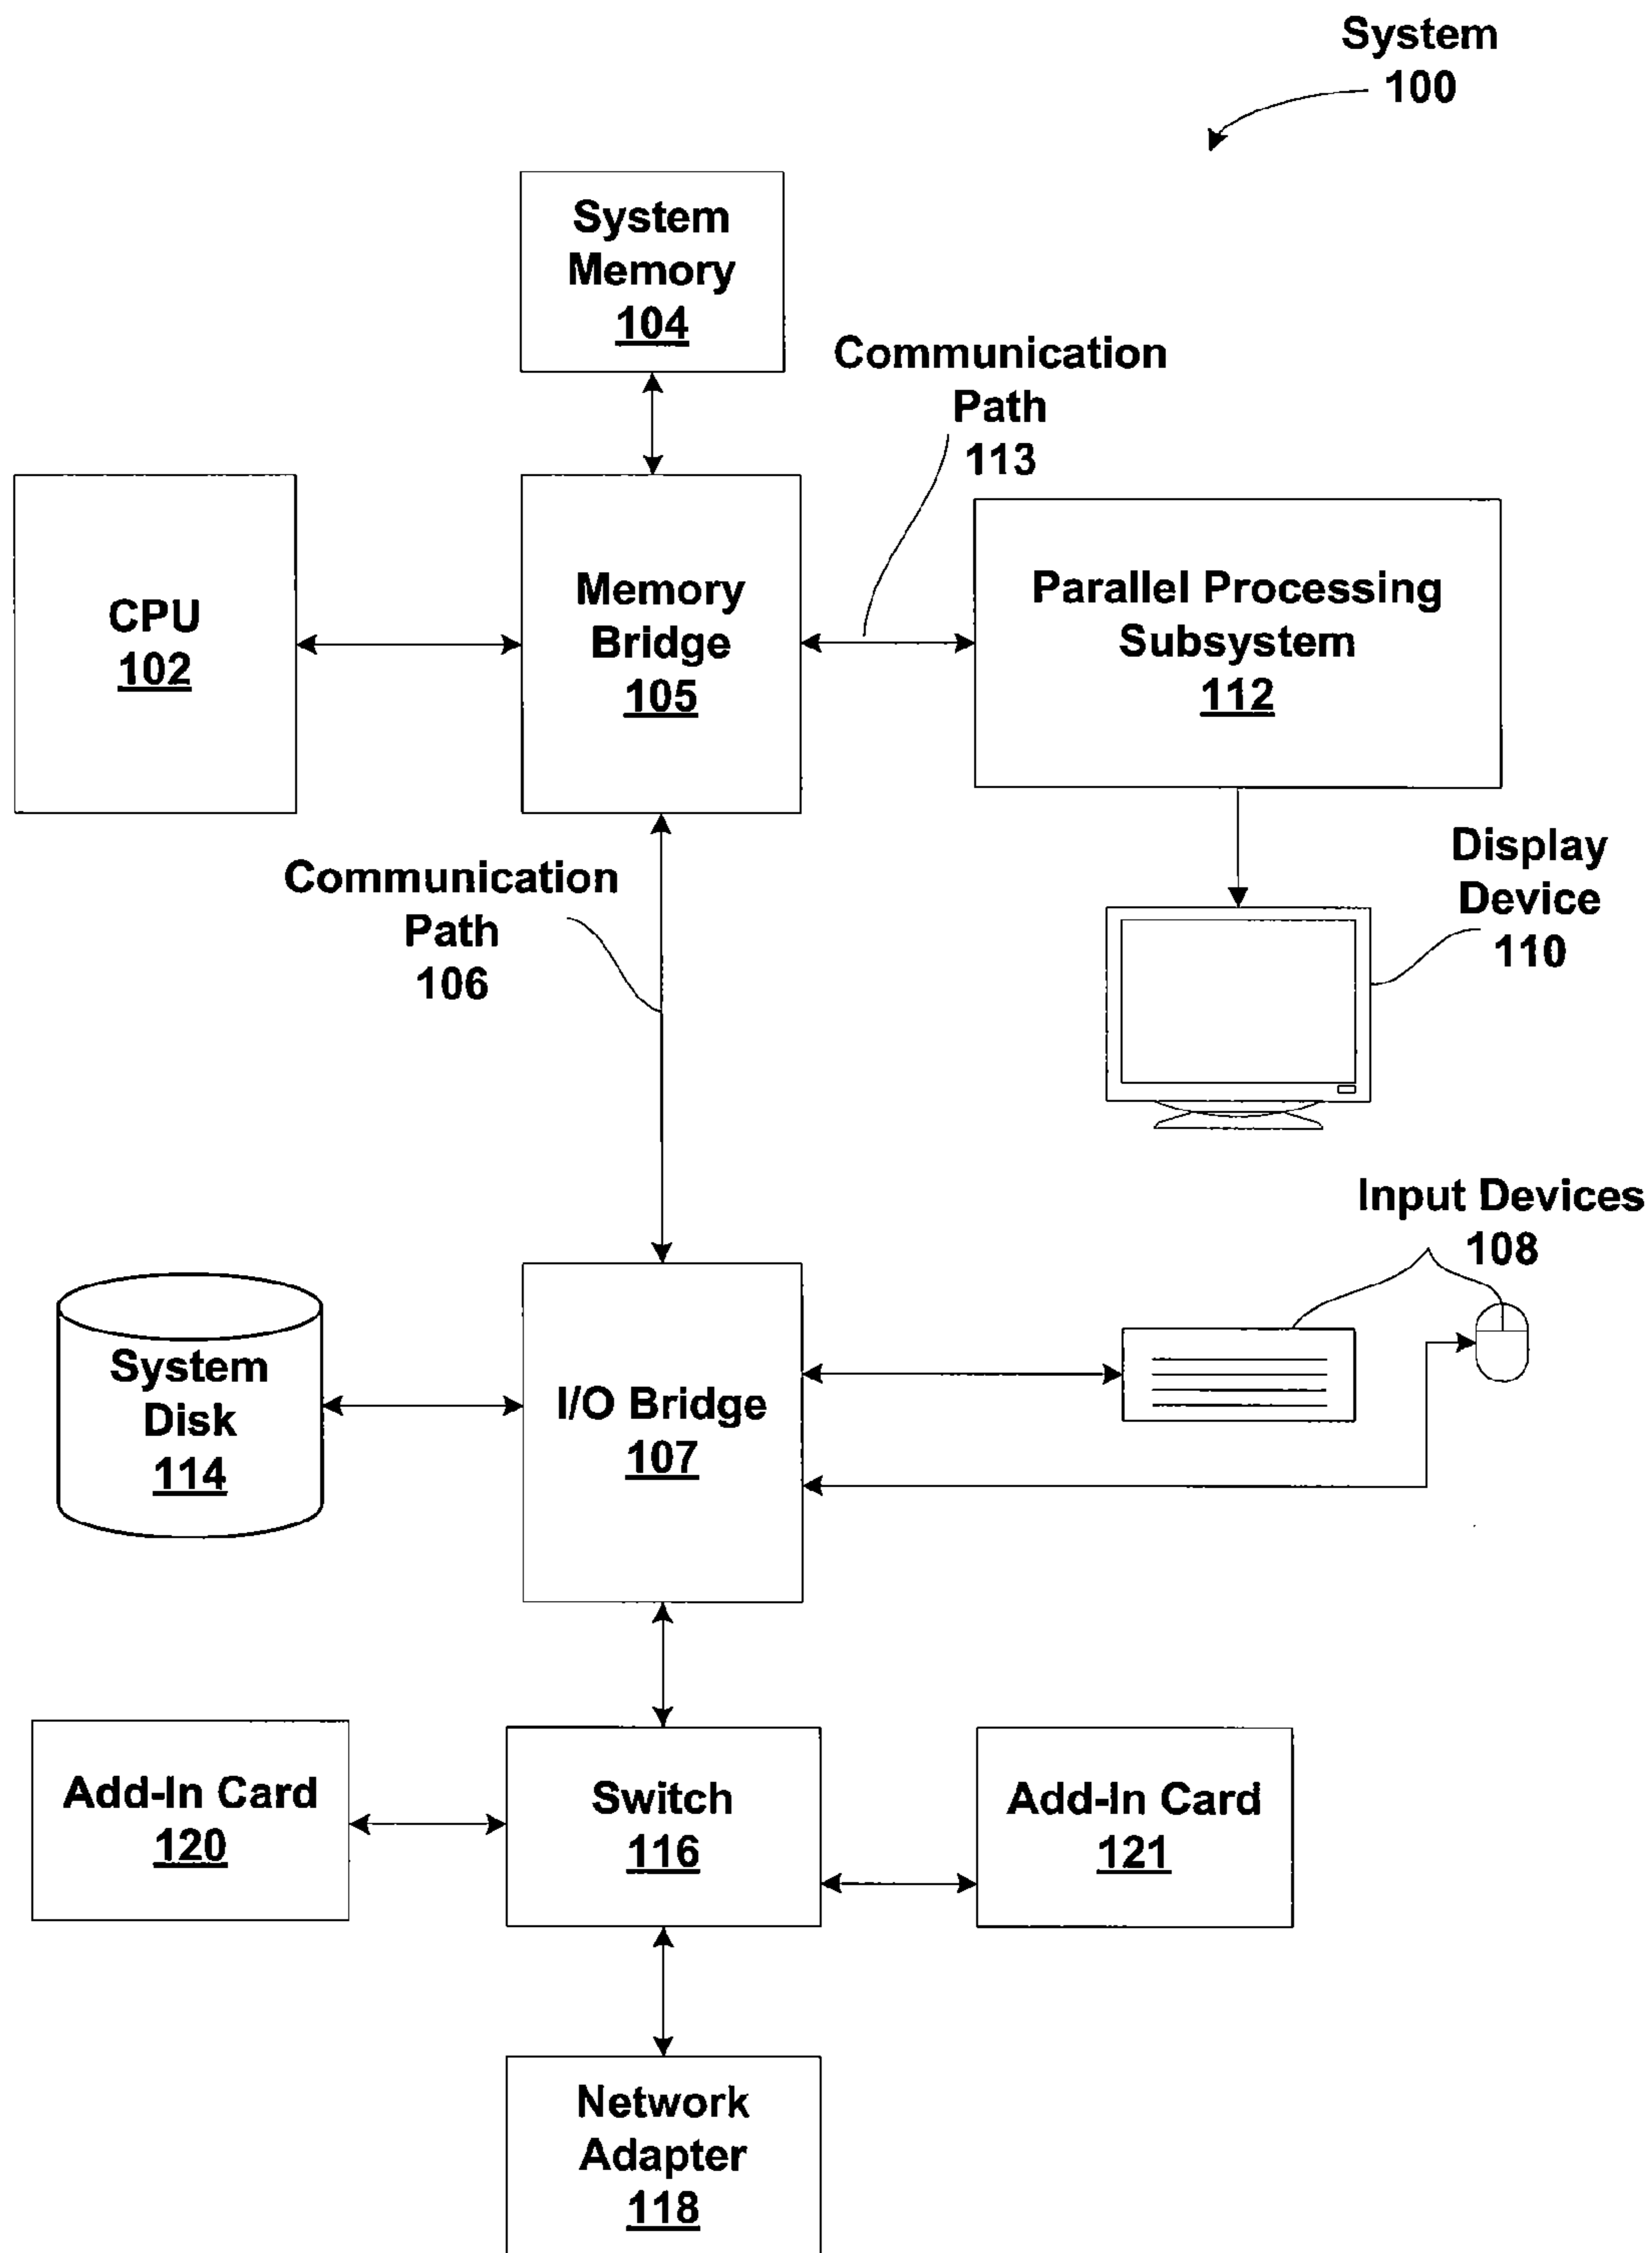 System
100
System
Memory
104
Communication
Path
113
CPU
102
Memory
Bridge
105
Parallel Processing
Subsystem
112
Communication
Path
106
Display
Device
110
Input Devices
108
System
Disk
114
I/O Bridge
107
Add-In Card
120
Switch
116
Add-In Card
121
Network
Adapter
118